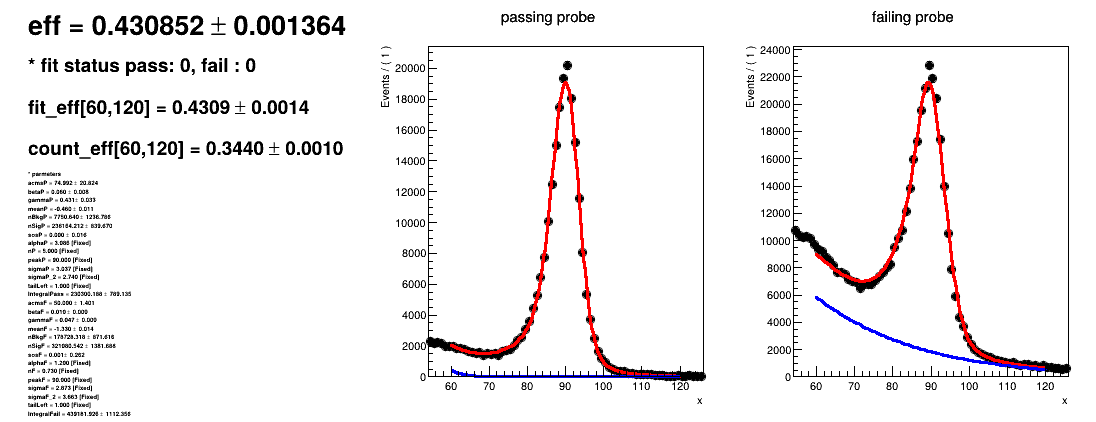 eff = 0.430852 ± 0.001364
* fit status pass: 0, fail : 0
fit_eff[60,120] = 0.4309 ± 0.0014
count_eff[60,120] = 0.3440 ± 0.0010
* parmeters
acmsP = 74.992 ± 20.624
betaP = 0.060 ± 0.008
gammaP = 0.431 ± 0.033
meanP = -0.460 ± 0.011
nBkgP = 7750.640 ± 1236.786
nSigP = 236164.212 ± 839.670
sosP = 0.000 ± 0.016
alphaP = 3.086 [Fixed]
nP = 5.000 [Fixed]
peakP = 90.000 [Fixed]
sigmaP = 3.037 [Fixed]
sigmaP_2 = 2.740 [Fixed]
tailLeft = 1.000 [Fixed]
IntegralPass = 230300.188 ± 789.135
acmsF = 50.000 ± 1.401
betaF = 0.010 ± 0.009
gammaF = 0.047 ± 0.000
meanF = -1.330 ± 0.014
nBkgF = 178728.318 ± 871.616
nSigF = 321080.542 ± 1381.686
sosF = 0.001 ± 0.262
alphaF = 1.200 [Fixed]
nF = 0.730 [Fixed]
peakF = 90.000 [Fixed]
sigmaF = 2.673 [Fixed]
sigmaF_2 = 3.663 [Fixed]
tailLeft = 1.000 [Fixed]
IntegralFail = 439181.926 ± 1112.356
passing probe
Events / ( 1 )
20000
18000
16000
14000
12000
10000
8000
6000
4000
2000
0
60 70 80 90 100 110 120
x
failing probe
Events / ( 1 )
24000
22000
20000
18000
16000
14000
12000
10000
8000
6000
4000
2000
0
60 70 80 90 100 110 120
x